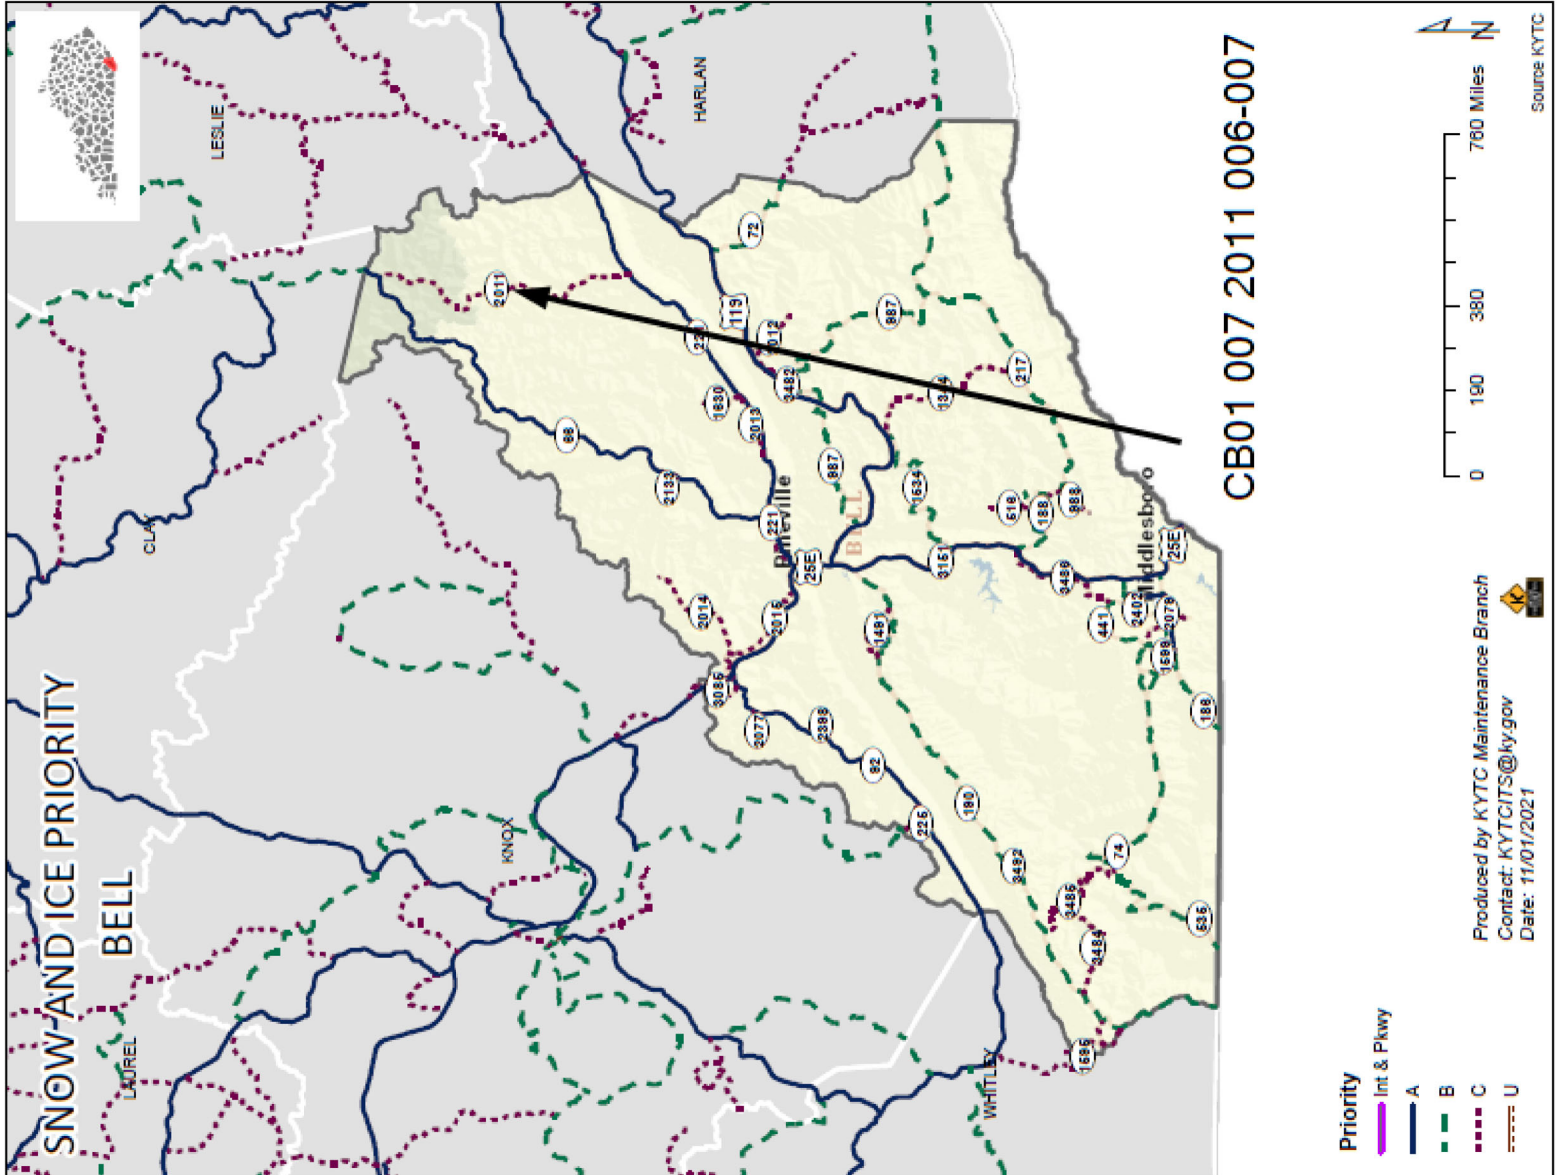 SNOW AND ICE PRIORITY
BELL
LESLIE
HARLAN
CLAY
KNOX
LAUREL
WHITLEY
BELL
Pineville
Middlesboro
2011
72
119
2012
987
66
1630
2013
3482
217
2133
221
987
1534
516
188
988
25E
3151
25E
2014
2015
1491
3486
441
2402
2079
1599
3085
2077
2398
92
186
225
190
3492
74
3485
535
3484
1595
CB01 007 2011 006-007
0 190 380 760 Miles
N
Source KYTC
Produced by KYTC Maintenance Branch
Contact: KYTCITS@ky.gov
Date: 11/01/2021
Priority
Int & Pkwy
A
B
C
U